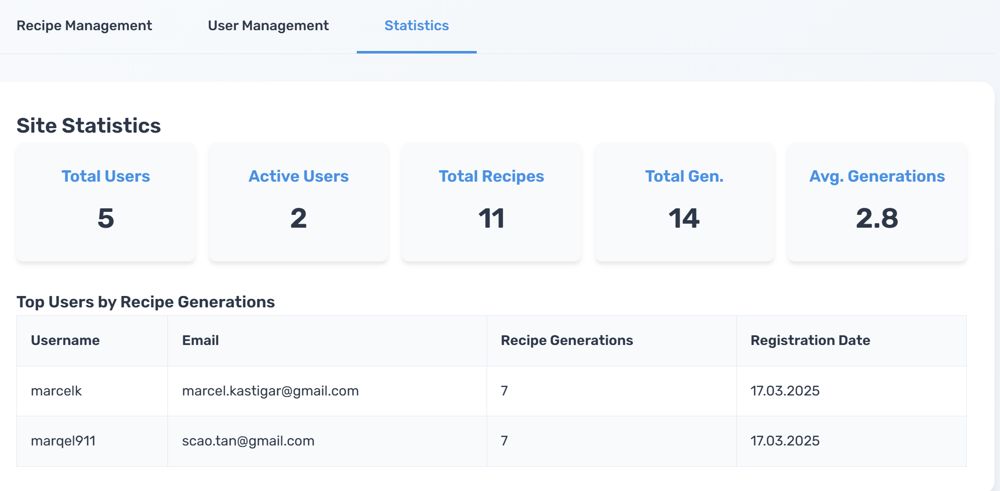 Recipe Management User Management Statistics
Site Statistics
Total Users Active Users Total Recipes Total Gen. Avg. Generations
5 2 11 14 2.8
Top Users by Recipe Generations
Username Email Recipe Generations Registration Date
marcelk marcel.kastigar@gmail.com 7 17.03.2025
marqel911 scao.tan@gmail.com 7 17.03.2025